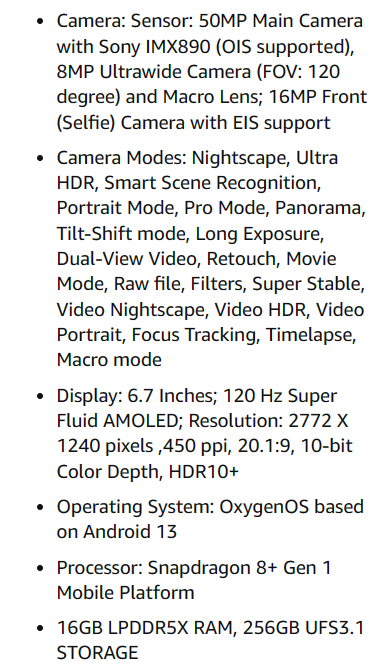 • Camera: Sensor: 50MP Main Camera
with Sony IMX890 (OIS supported),
8MP Ultrawide Camera (FOV: 120
degree) and Macro Lens; 16MP Front
(Selfie) Camera with EIS support
• Camera Modes: Nightscape, Ultra
HDR, Smart Scene Recognition,
Portrait Mode, Pro Mode, Panorama,
Tilt-Shift mode, Long Exposure,
Dual-View Video, Retouch, Movie
Mode, Raw file, Filters, Super Stable,
Video Nightscape, Video HDR, Video
Portrait, Focus Tracking, Timelapse,
Macro mode
• Display: 6.7 Inches; 120 Hz Super
Fluid AMOLED; Resolution: 2772 X
1240 pixels ,450 ppi, 20.1:9, 10-bit
Color Depth, HDR10+
• Operating System: OxygenOS based
on Android 13
• Processor: Snapdragon 8+ Gen 1
Mobile Platform
• 16GB LPDDR5X RAM, 256GB UFS3.1
STORAGE